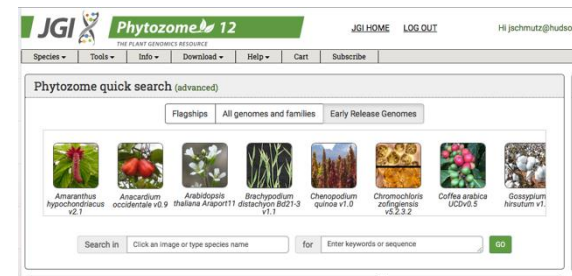 JGI Phytozome 12 JGI HOME LOG OUT Hi jschmutz@hudso
THE PLANT GENOMICS RESOURCE
Species Tools Info Download Help Cart Subscribe
Phytozome quick search (advanced)
Flagships All genomes and families Early Release Genomes
Amaranthus hypochondriacus v2.1
Anacardium occidentale v0.9
Arabidopsis thaliana Araport11
Brachypodium distachyon Bd21-3 v1.1
Chenopodium quinoa v1.0
Chromochloris zofingiensis v5.2.3.2
Coffea arabica UCDv0.5
Gossypium hirsutum v1.
Search in Click an image or type species name for Enter keywords or sequence GO